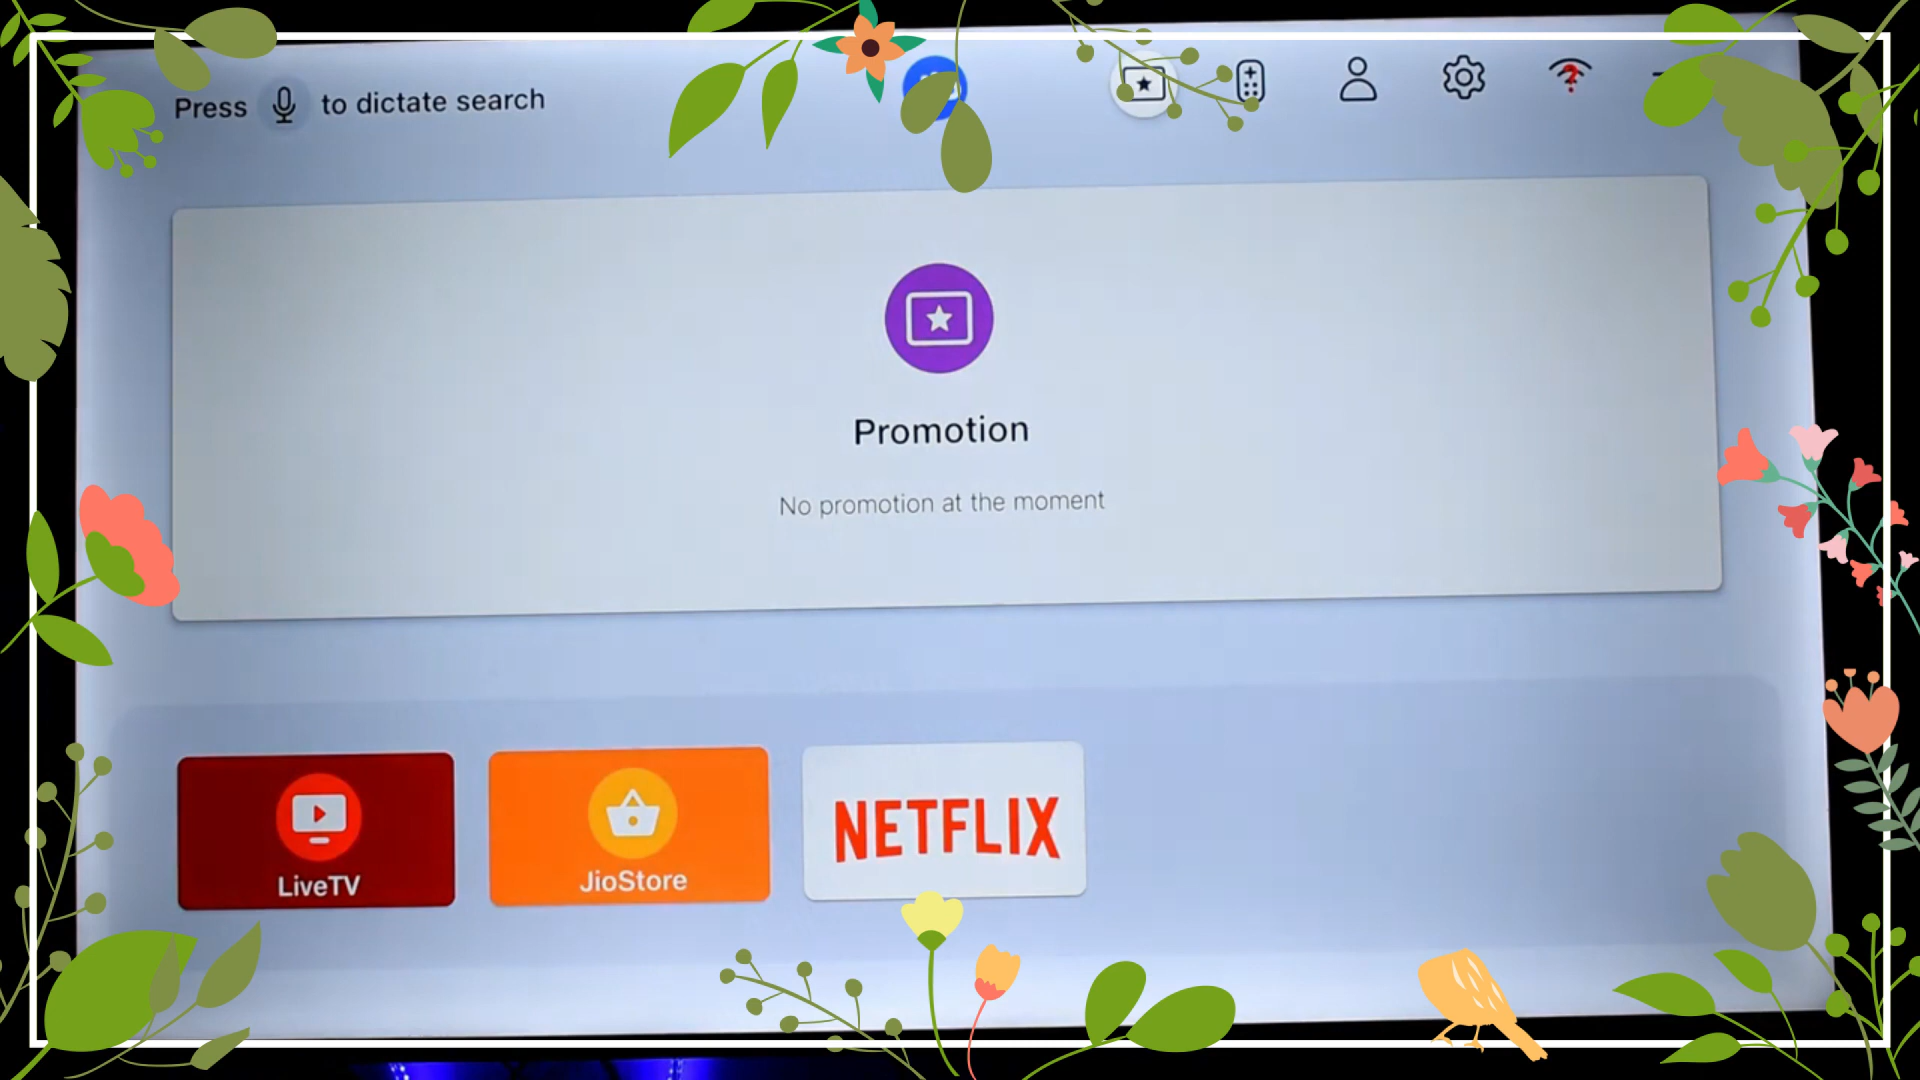 Press to dictate search
Promotion
No promotion at the moment
LiveTV
JioStore
NETFLIX